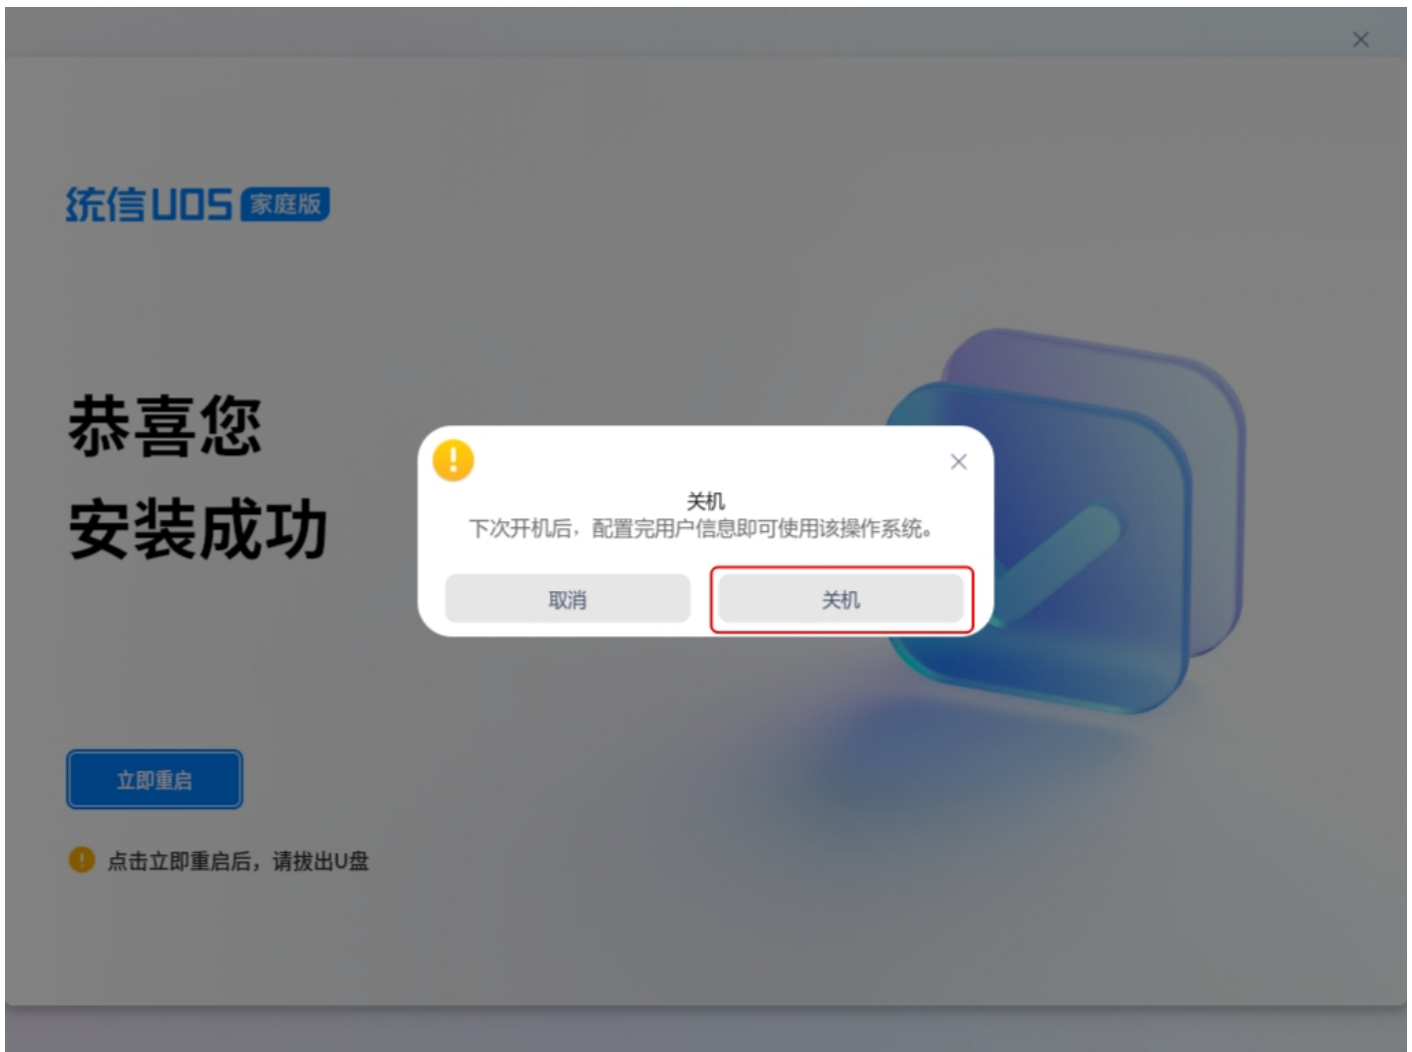 统信UOS 家庭版
恭喜您
安装成功
关机
下次开机后，配置完用户信息即可使用该操作系统。
取消
关机
立即重启
点击立即重启后，请拔出U盘